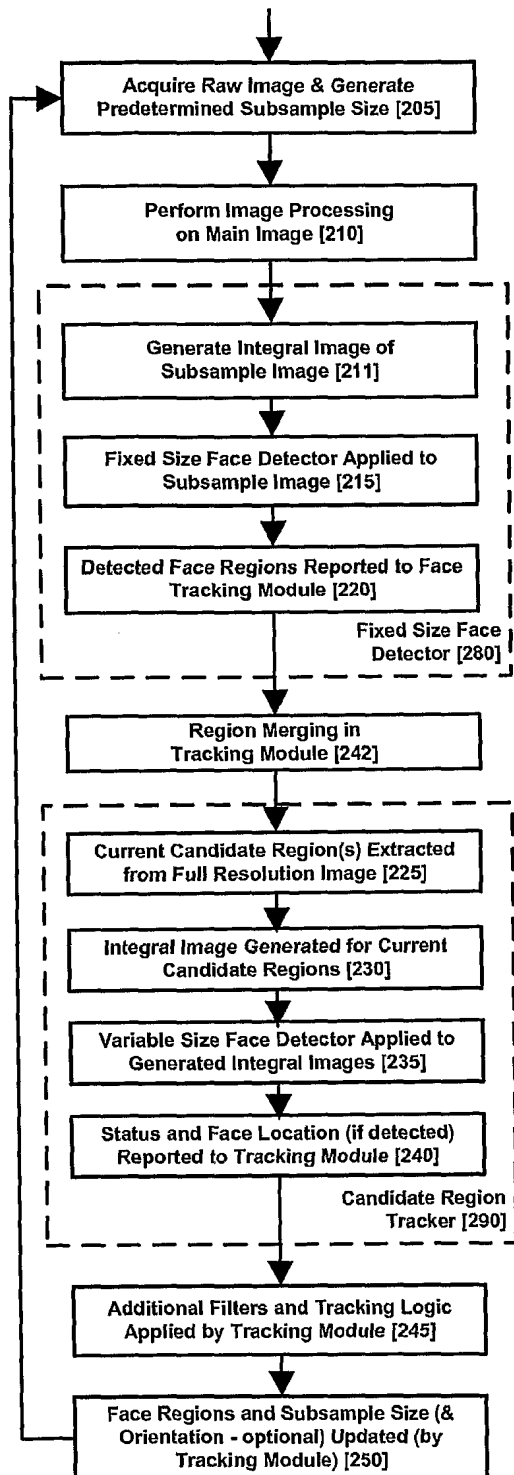 Acquire Raw Image & Generate
Predetermined Subsample Size [205]
Perform Image Processing
on Main Image [210]
Generate Integral Image of
Subsample Image [211]
Fixed Size Face Detector Applied to
Subsample Image [215]
Detected Face Regions Reported to Face
Tracking Module [220]
Fixed Size Face
Detector [280]
Region Merging in
Tracking Module [242]
Current Candidate Region(s) Extracted
from Full Resolution Image [225]
Integral Image Generated for Current
Candidate Regions [230]
Variable Size Face Detector Applied to
Generated Integral Images [235]
Status and Face Location (if detected)
Reported to Tracking Module [240]
Candidate Region
Tracker [290]
Additional Filters and Tracking Logic
Applied by Tracking Module [245]
Face Regions and Subsample Size (&
Orientation - optional) Updated (by
Tracking Module) [250]